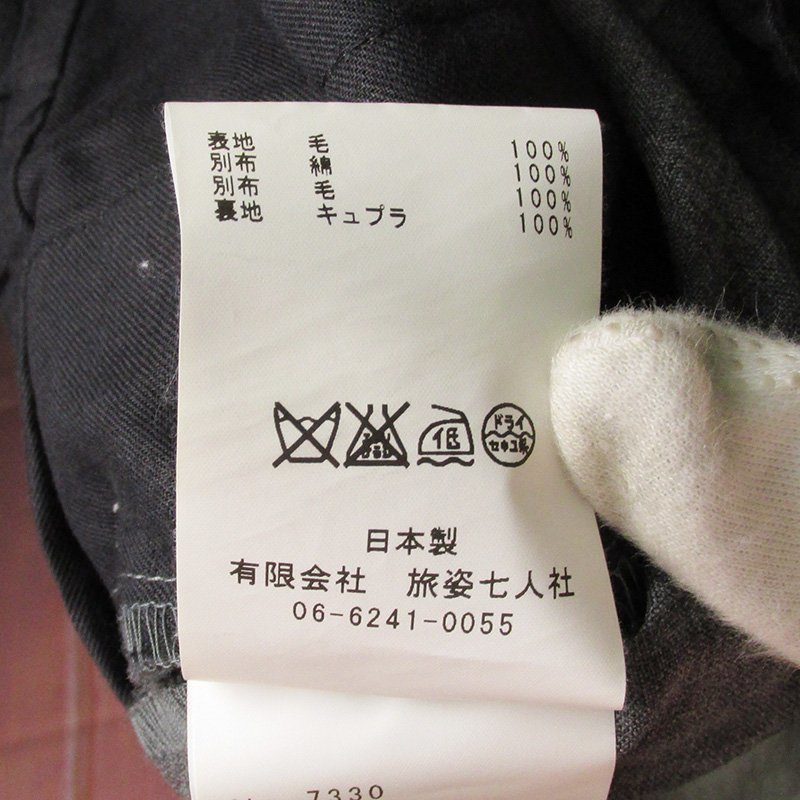 表地 毛 100%
別布 綿 100%
別布 毛 100%
裏地 キュプラ 100%
低
ドライ
セキユ系
日本製
有限会社 旅姿七人社
06-6241-0055
7330